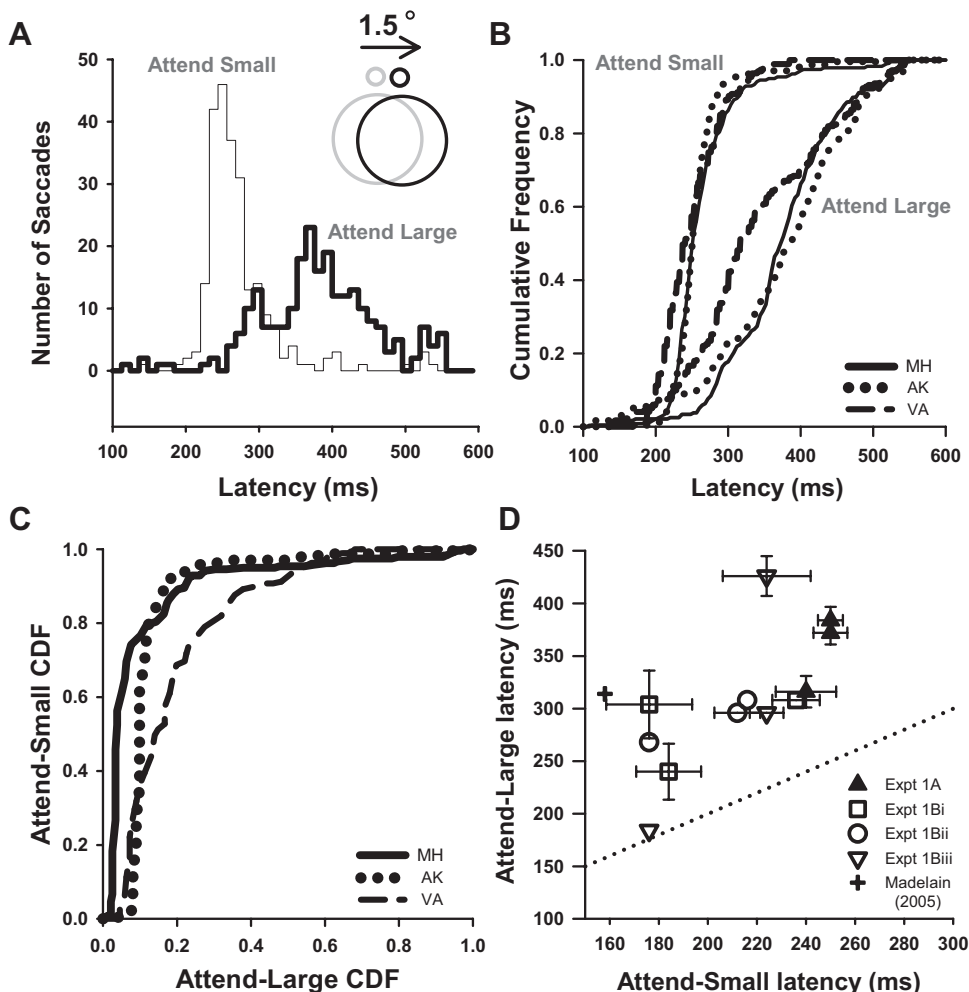 A
1.5°
Attend Small
Attend Large
Number of Saccades
50
40
30
20
10
0
100 200 300 400 500 600
Latency (ms)
B
Attend Small
Attend Large
Cumulative Frequency
1.0
0.8
0.6
0.4
0.2
0.0
MH
AK
VA
100 200 300 400 500 600
Latency (ms)
C
Attend-Small CDF
1.0
0.8
0.6
0.4
0.2
0.0
MH
AK
VA
0.0 0.2 0.4 0.6 0.8 1.0
Attend-Large CDF
D
Attend-Large latency (ms)
450
400
350
300
250
200
150
100
Expt 1A
Expt 1Bi
Expt 1Bii
Expt 1Biii
Madelain
(2005)
160 180 200 220 240 260 280 300
Attend-Small latency (ms)